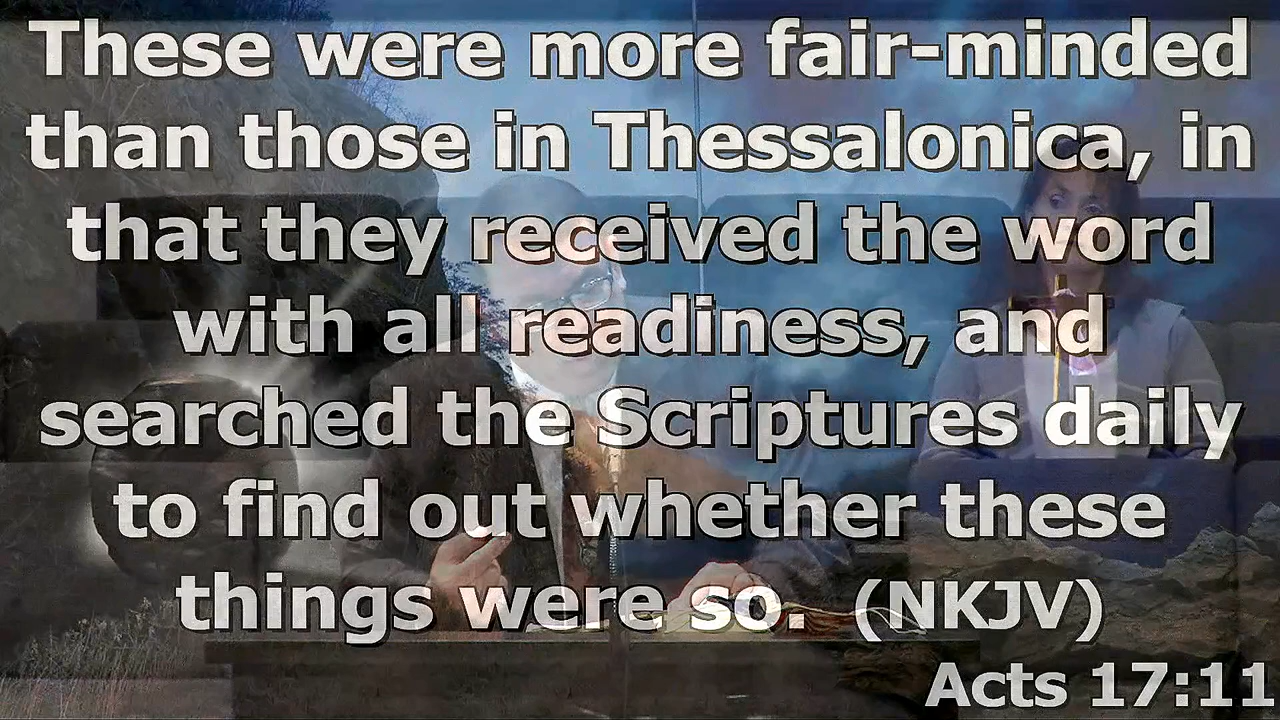 These were more fair-minded
than those in Thessalonica, in
that they received the word
with all readiness, and
searched the Scriptures daily
to find out whether these
things were so. (NKJV)
Acts 17:11